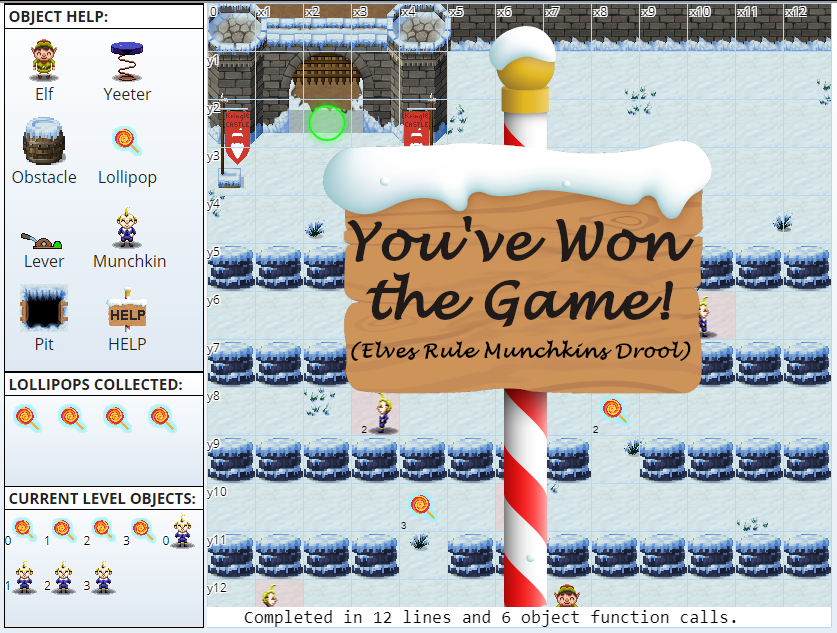 OBJECT HELP:
Elf
Yeeter
Obstacle
Lollipop
Lever
Munchkin
Pit
HELP
HELP
LOLLIPOPS COLLECTED:
CURRENT LEVEL OBJECTS:
0 1 2 3 0
1 2 3
0 x1 x2 x3 x4 x5 x6 x7 x8 x9 x10 x11 x12
y1
y2
y3
y4
y5
y6
y7
y8
y9
y10
y11
y12
CASTLE
CASTLE
You've Won
the Game!
(Elves Rule Munchkins Drool)
2
2
3
Completed in 12 lines and 6 object function calls.